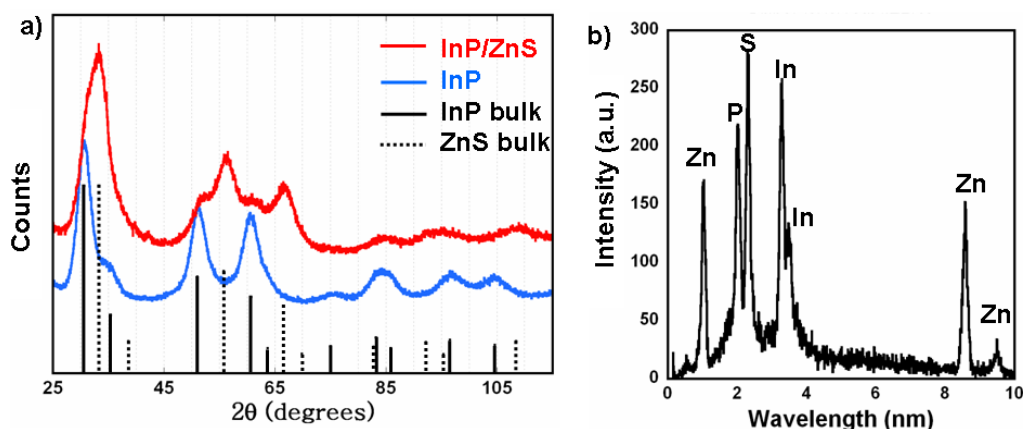 a)
InP/ZnS
InP
InP bulk
ZnS bulk
Counts
25 45 65 85 105
2θ (degrees)
b)
300
250
200
150
100
50
0
Intensity (a.u.)
Zn
P
S
In
In
Zn
Zn
0 2 4 6 8 10
Wavelength (nm)